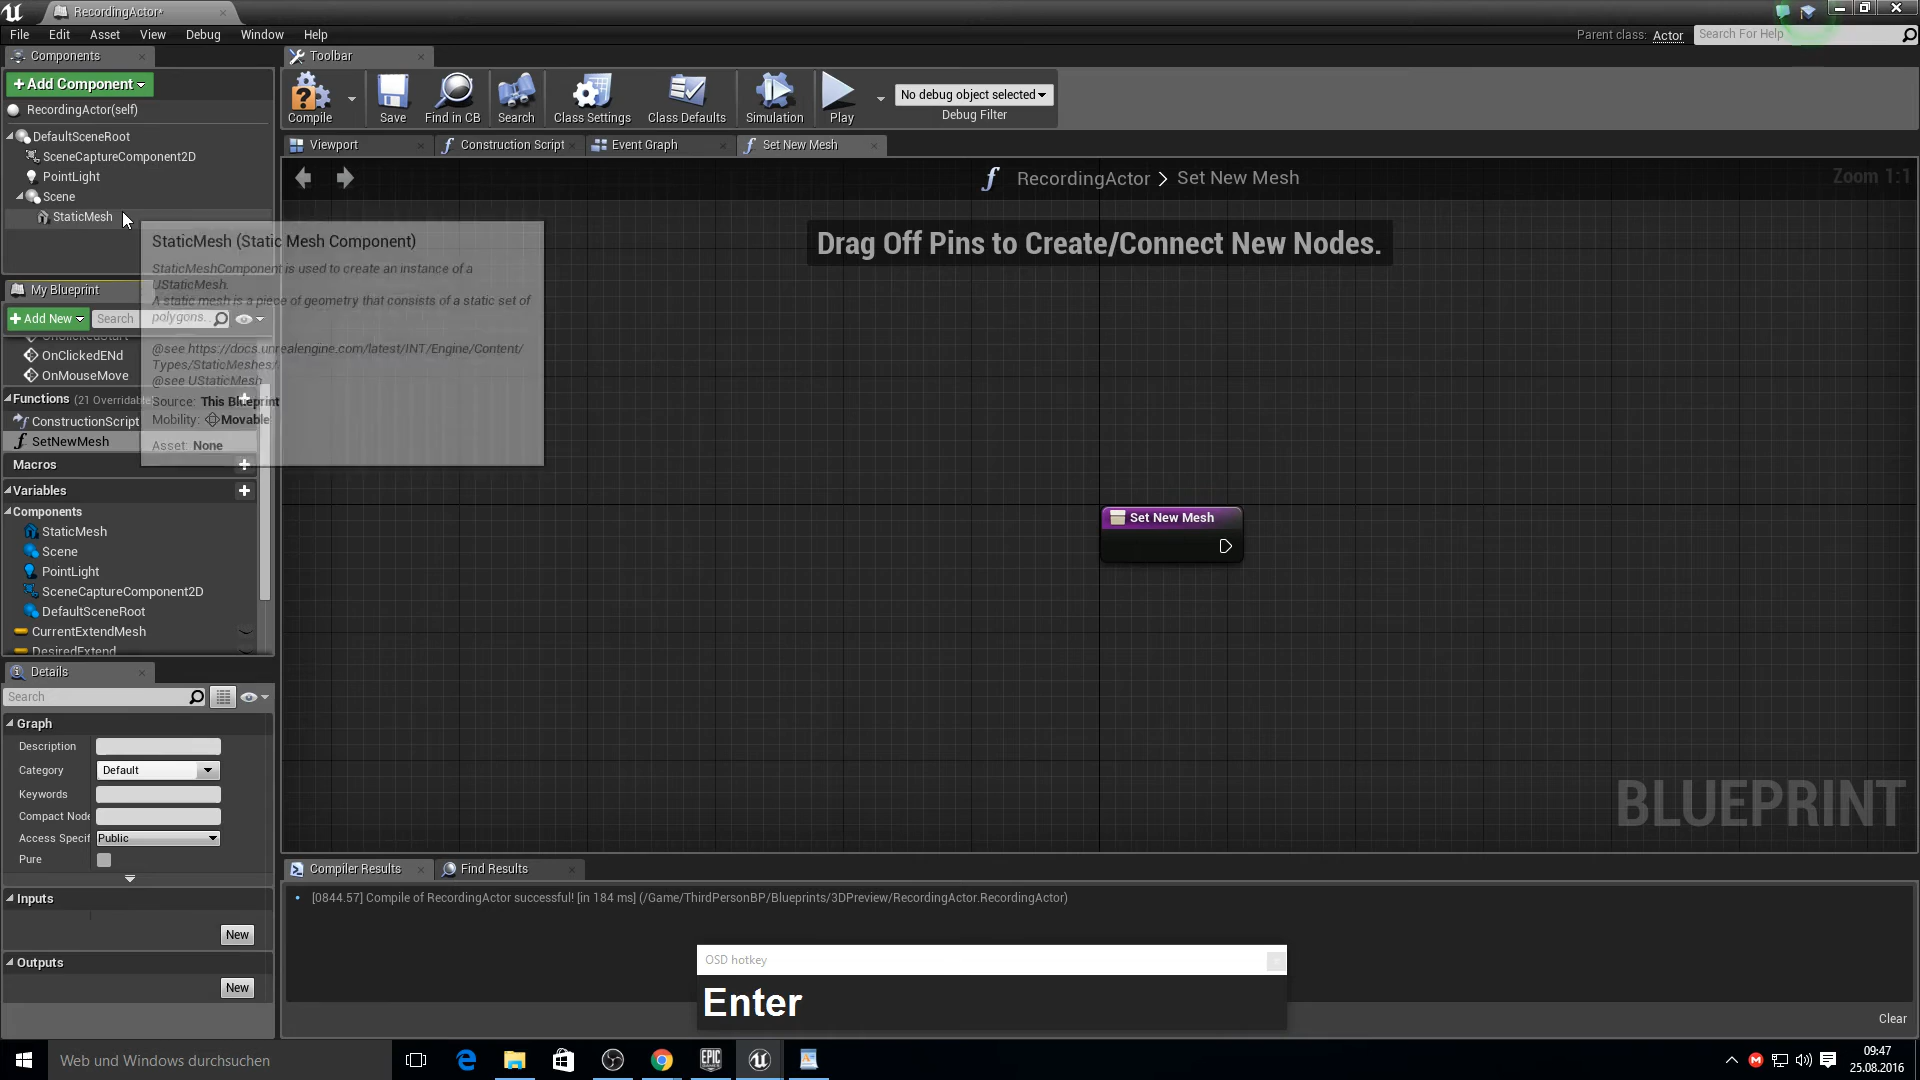 RecordingActor*
File Edit Asset View Debug Window Help
Parent class: Actor
Search For Help
Components
+ Add Component
RecordingActor(self)
DefaultSceneRoot
SceneCaptureComponent2D
PointLight
Scene
StaticMesh
Toolbar
Compile
Save
Find in CB
Search
Class Settings
Class Defaults
Simulation
Play
No debug object selected
Debug Filter
Viewport
Construction Script
Event Graph
Set New Mesh
RecordingActor > Set New Mesh
Zoom 1:1
Drag Off Pins to Create/Connect New Nodes.
StaticMesh (Static Mesh Component)
StaticMeshComponent is used to create an instance of a
UStaticMesh.
A static mesh is a piece of geometry that consists of a static set of
polygons.
@see https://docs.unrealengine.com/latest/INT/Engine/Content/
Types/StaticMeshes/
@see UStaticMesh
Source: This Blueprint
Mobility: Movable
Asset: None
My Blueprint
+ Add New
Search
OnClickedStart
OnClickedENd
OnMouseMove
Functions (21 Overridable
ConstructionScript
SetNewMesh
Macros
Variables
Components
StaticMesh
Scene
PointLight
SceneCaptureComponent2D
DefaultSceneRoot
CurrentExtendMesh
DesiredExtend
Set New Mesh
BLUEPRINT
Details
Search
Graph
Description
Category Default
Keywords
Compact Node
Access Specif Public
Pure
Inputs
New
Outputs
New
Compiler Results
Find Results
[0844.57] Compile of RecordingActor successful! [in 184 ms] (/Game/ThirdPersonBP/Blueprints/3DPreview/RecordingActor.RecordingActor)
OSD hotkey
Enter
Clear
Web und Windows durchsuchen
EPIC
09:47
25.08.2016